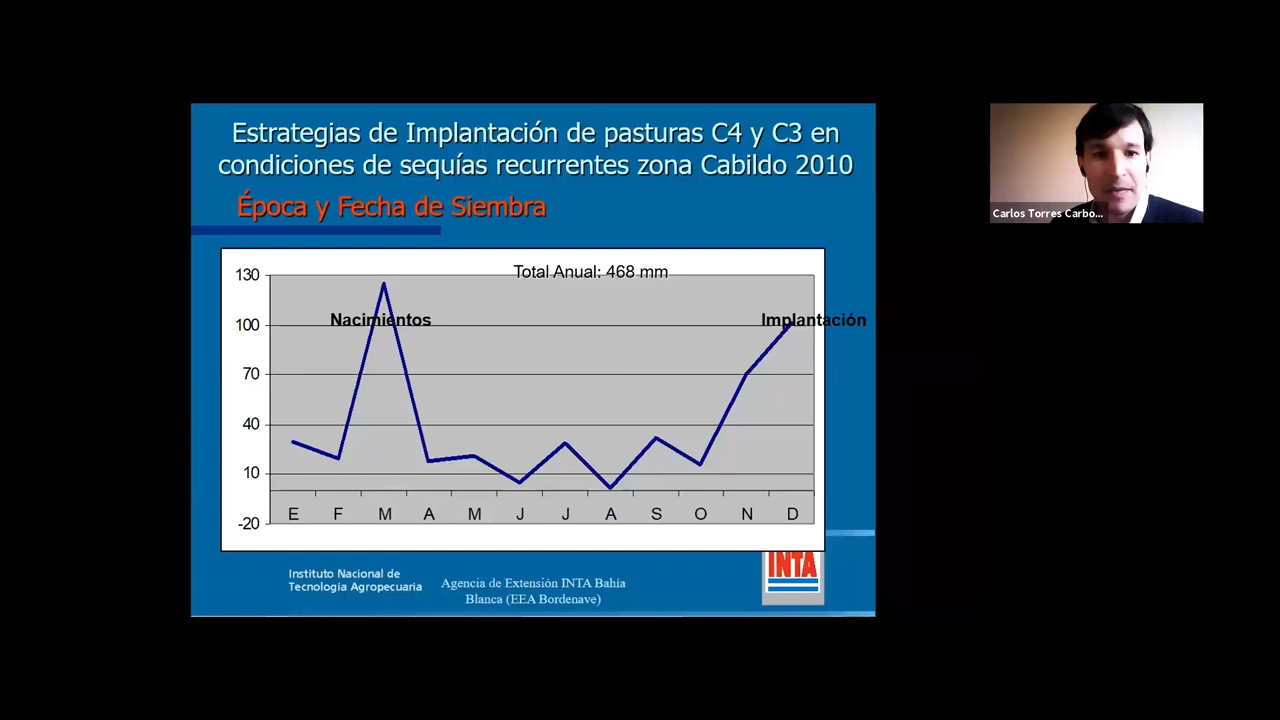 Estrategias de Implantación de pasturas C4 y C3 en
condiciones de sequías recurrentes zona Cabildo 2010
Época y Fecha de Siembra
Total Anual: 468 mm
130
Nacimientos
Implantación
100
70
40
10
-20
E F M A M J J A S O N D
Instituto Nacional de
Tecnología Agropecuaria
Agencia de Extensión INTA Bahía
Blanca (EEA Bordenave)
INTA
Carlos Torres Carbo...